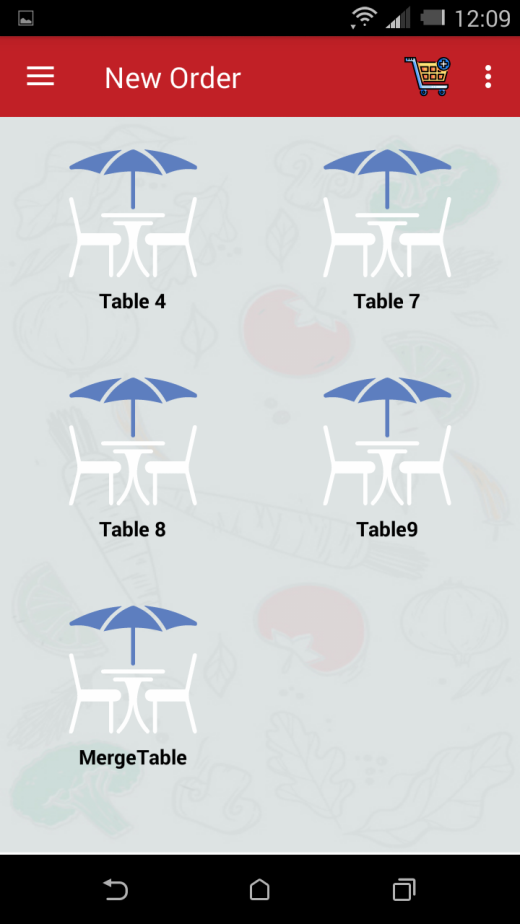 12:09
New Order
Table 4
Table 7
Table 8
Table9
MergeTable